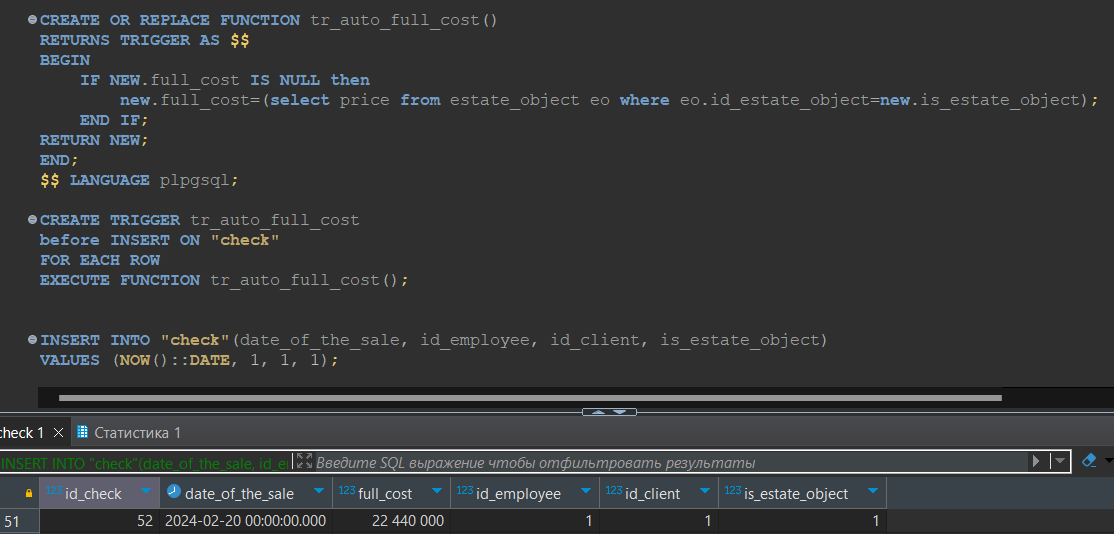 CREATE OR REPLACE FUNCTION tr_auto_full_cost()
RETURNS TRIGGER AS $$
BEGIN
    IF NEW.full_cost IS NULL then
        new.full_cost=(select price from estate_object eo where eo.id_estate_object=new.is_estate_object);
    END IF;
RETURN NEW;
END;
$$ LANGUAGE plpgsql;
CREATE TRIGGER tr_auto_full_cost
before INSERT ON "check"
FOR EACH ROW
EXECUTE FUNCTION tr_auto_full_cost();
INSERT INTO "check"(date_of_the_sale, id_employee, id_client, is_estate_object)
VALUES (NOW()::DATE, 1, 1, 1);
check 1 Статистика 1
INSERT INTO "check"(date_of_the_sale, id_e Введите SQL выражение чтобы отфильтровать результаты
123 id_check date_of_the_sale 123 full_cost 123 id_employee 123 id_client 123 is_estate_object
51 52 2024-02-20 00:00:00.000 22 440 000 1 1 1